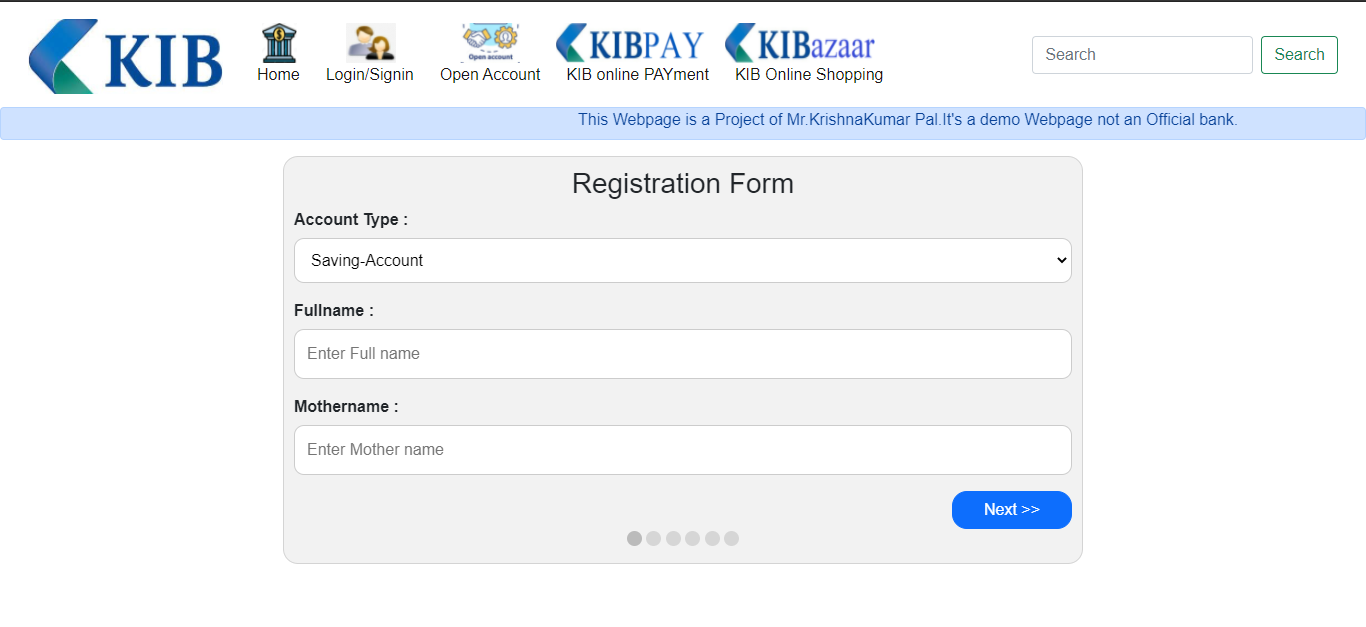 KIB
Home
Login/Signin
Open account
Open Account
KIBPAY
KIB online PAYment
KIBazaar
KIB Online Shopping
Search
Search
This Webpage is a Project of Mr.KrishnaKumar Pal.It's a demo Webpage not an Official bank.
Registration Form
Account Type :
Saving-Account
Fullname :
Enter Full name
Mothername :
Enter Mother name
Next >>